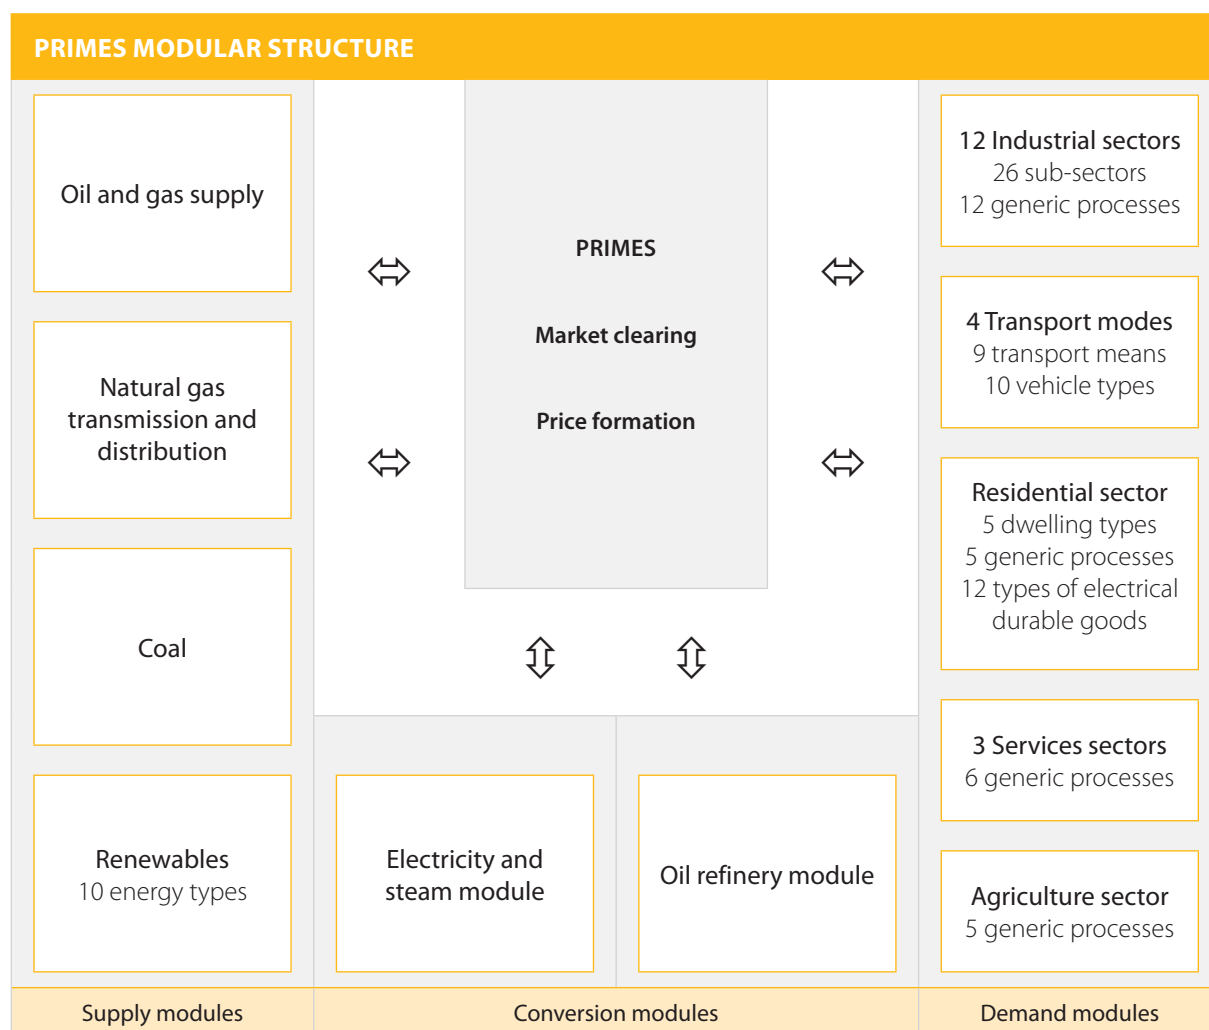 PRIMES MODULAR STRUCTURE
Oil and gas supply
Natural gas
transmission and
distribution
Coal
Renewables
10 energy types
PRIMES
Market clearing
Price formation
Electricity and
steam module
Oil refinery module
12 Industrial sectors
26 sub-sectors
12 generic processes
4 Transport modes
9 transport means
10 vehicle types
Residential sector
5 dwelling types
5 generic processes
12 types of electrical
durable goods
3 Services sectors
6 generic processes
Agriculture sector
5 generic processes
Supply modules
Conversion modules
Demand modules